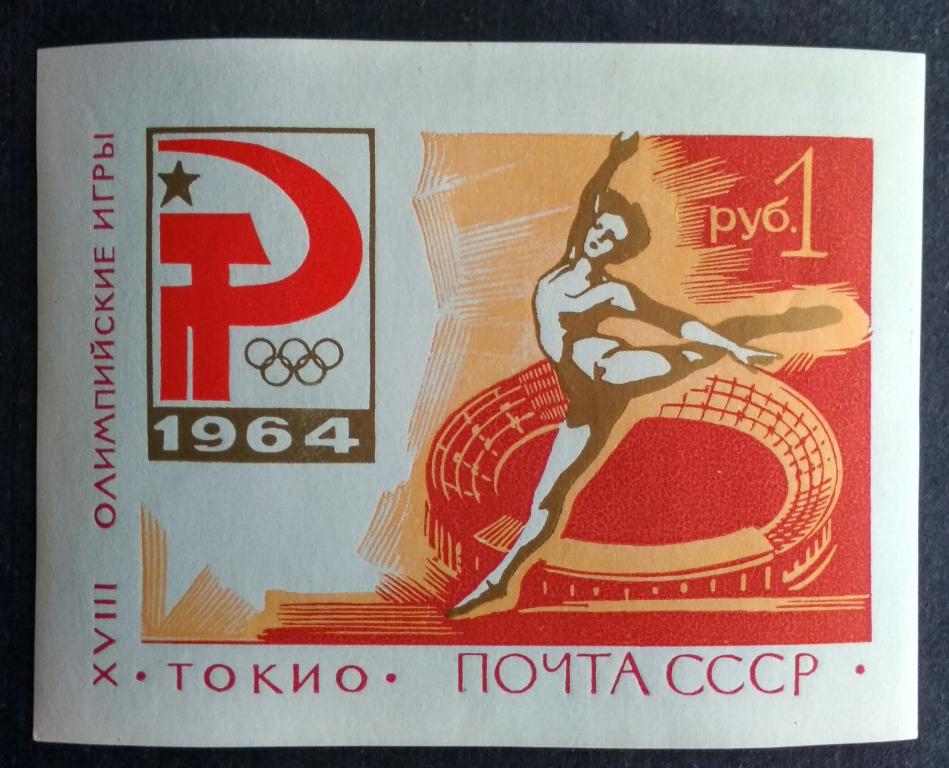 XVIII ОЛИМПИЙСКИЕ ИГРЫ
1964
руб. 1
• ТОКИО • ПОЧТА СССР •